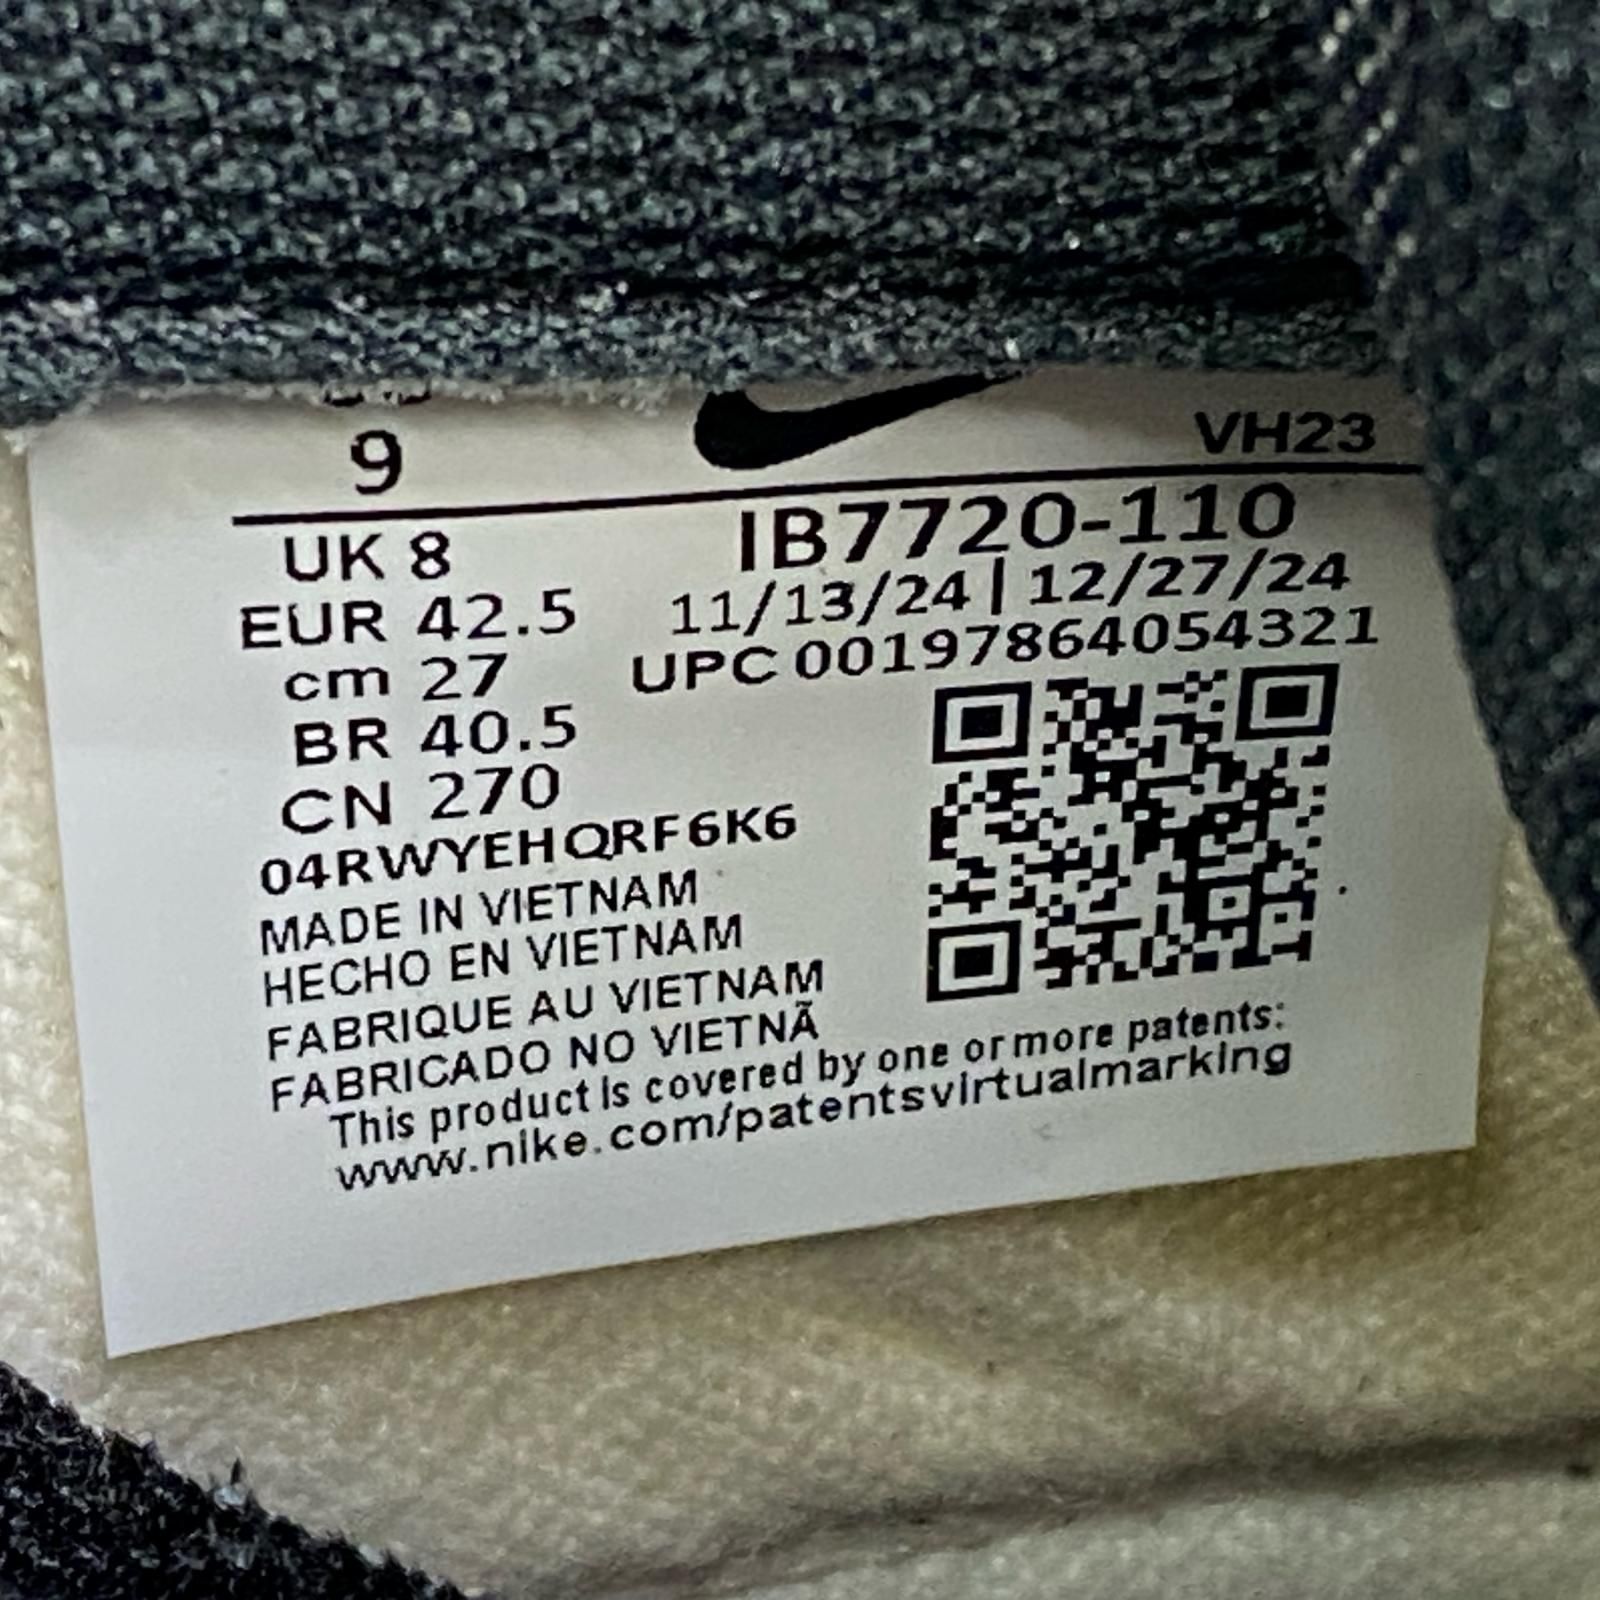 9
VH23
UK 8
EUR 42.5
cm 27
BR 40.5
CN 270
IB7720-110
11/13/24 | 12/27/24
UPC 00197864054321
04RWYEHQRF6K6
MADE IN VIETNAM
HECHO EN VIETNAM
FABRIQUE AU VIETNAM
FABRICADO NO VIETNÃ
This product is covered by one or more patents:
www.nike.com/patentsvirtualmarking